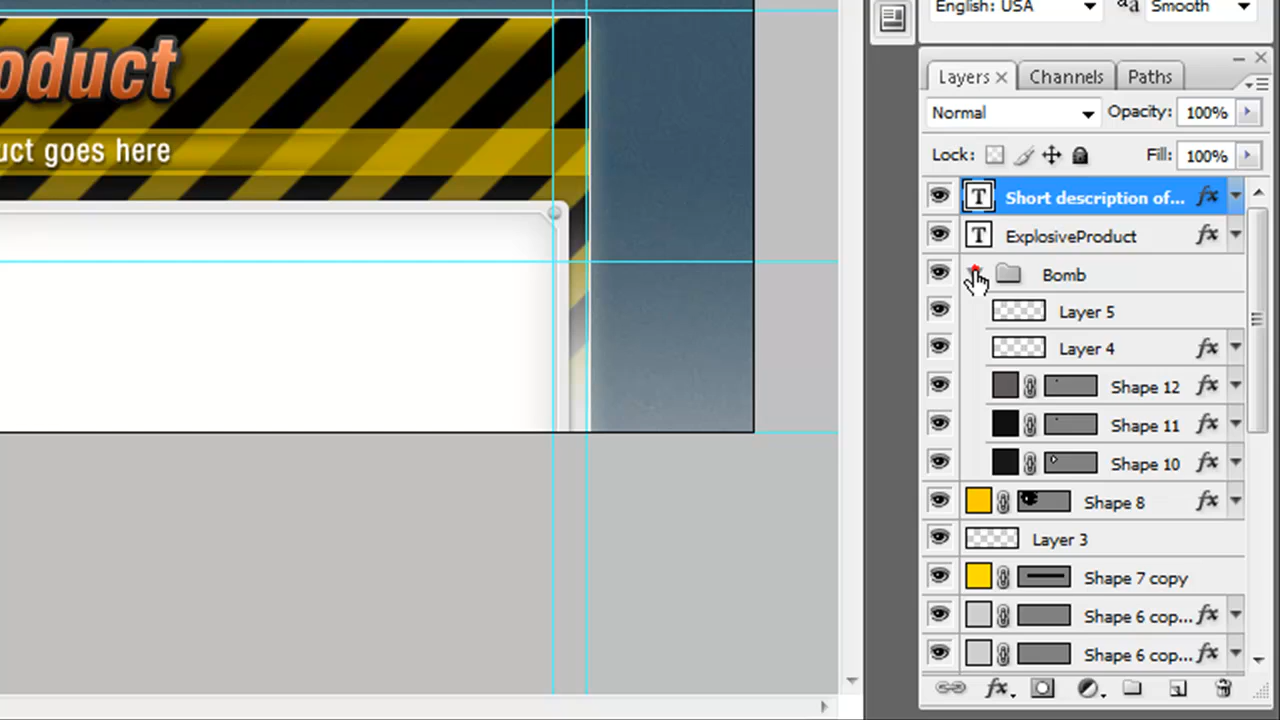 English: USA
aa
Smooth
oduct
uct goes here
Layers
Channels
Paths
Normal
Opacity: 100%
Lock:
Fill: 100%
T Short description of... fx
T ExplosiveProduct fx
Bomb
Layer 5
Layer 4 fx
Shape 12 fx
Shape 11 fx
Shape 10 fx
Shape 8 fx
Layer 3
Shape 7 copy
Shape 6 cop... fx
Shape 6 cop... fx
fx.